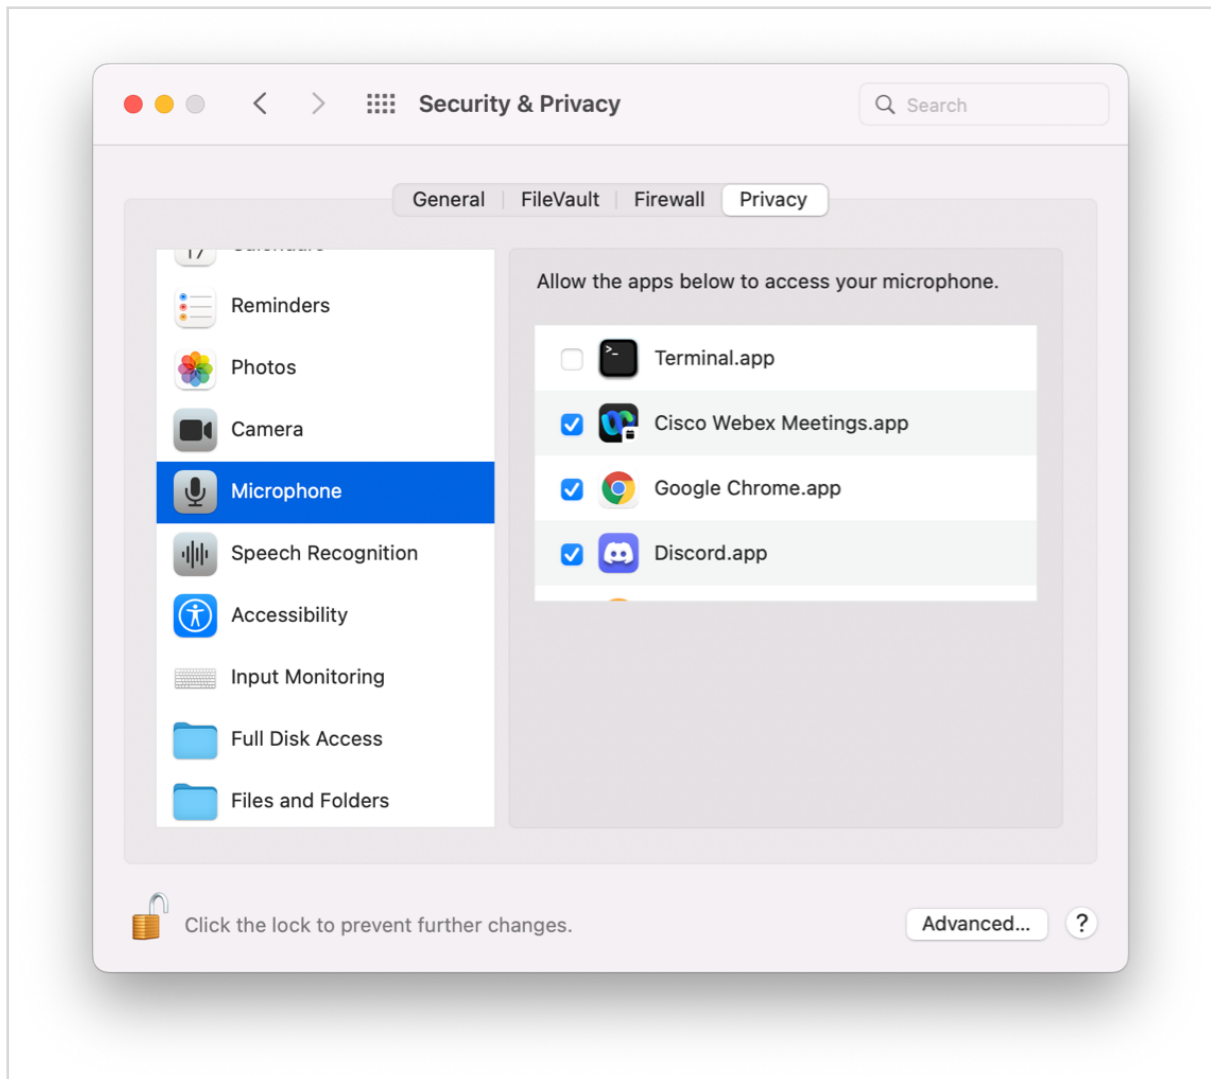 Security & Privacy
Search
General
FileVault
Firewall
Privacy
17
Reminders
Photos
Camera
Microphone
Speech Recognition
Accessibility
Input Monitoring
Full Disk Access
Files and Folders
Allow the apps below to access your microphone.
>_
Terminal.app
Cisco Webex Meetings.app
Google Chrome.app
Discord.app
Click the lock to prevent further changes.
Advanced...
?